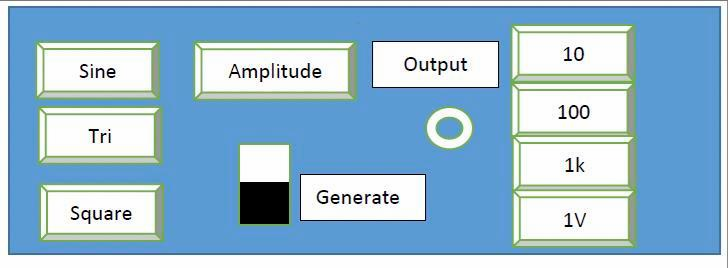 Sine
Tri
Square
Amplitude
Output
Generate
10
100
1k
1V